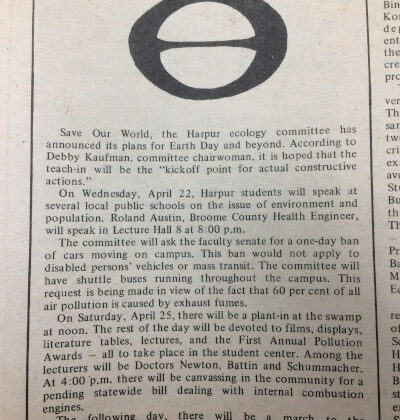 Save Our World, the Harpur ecology committee has
announced its plans for Earth Day and beyond. According to
Debby Kaufman, committee chairwoman, it is hoped that the
teach-in will be the "kickoff point for actual constructive
actions."
On Wednesday, April 22, Harpur students will speak at
several local public schools on the issue of environment and
population. Roland Austin, Broome County Health Engineer,
will speak in Lecture Hall 8 at 8:00 p.m.
The committee will ask the faculty senate for a one-day ban
of cars moving on campus. This ban would not apply to
disabled persons' vehicles or mass transit. The committee will
have shuttle buses running throughout the campus. This
request is being made in view of the fact that 60 per cent of all
air pollution is caused by exhaust fumes.
On Saturday, April 25, there will be a plant-in at the swamp
at noon. The rest of the day will be devoted to films, displays,
literature tables, lectures, and the First Annual Pollution
Awards — all to take place in the student center. Among the
lecturers will be Doctors Newton, Battin and Schummacher.
At 4:00 p.m. there will be canvassing in the community for a
pending statewide bill dealing with internal combustion
engines.
The following day, there will be a march to the